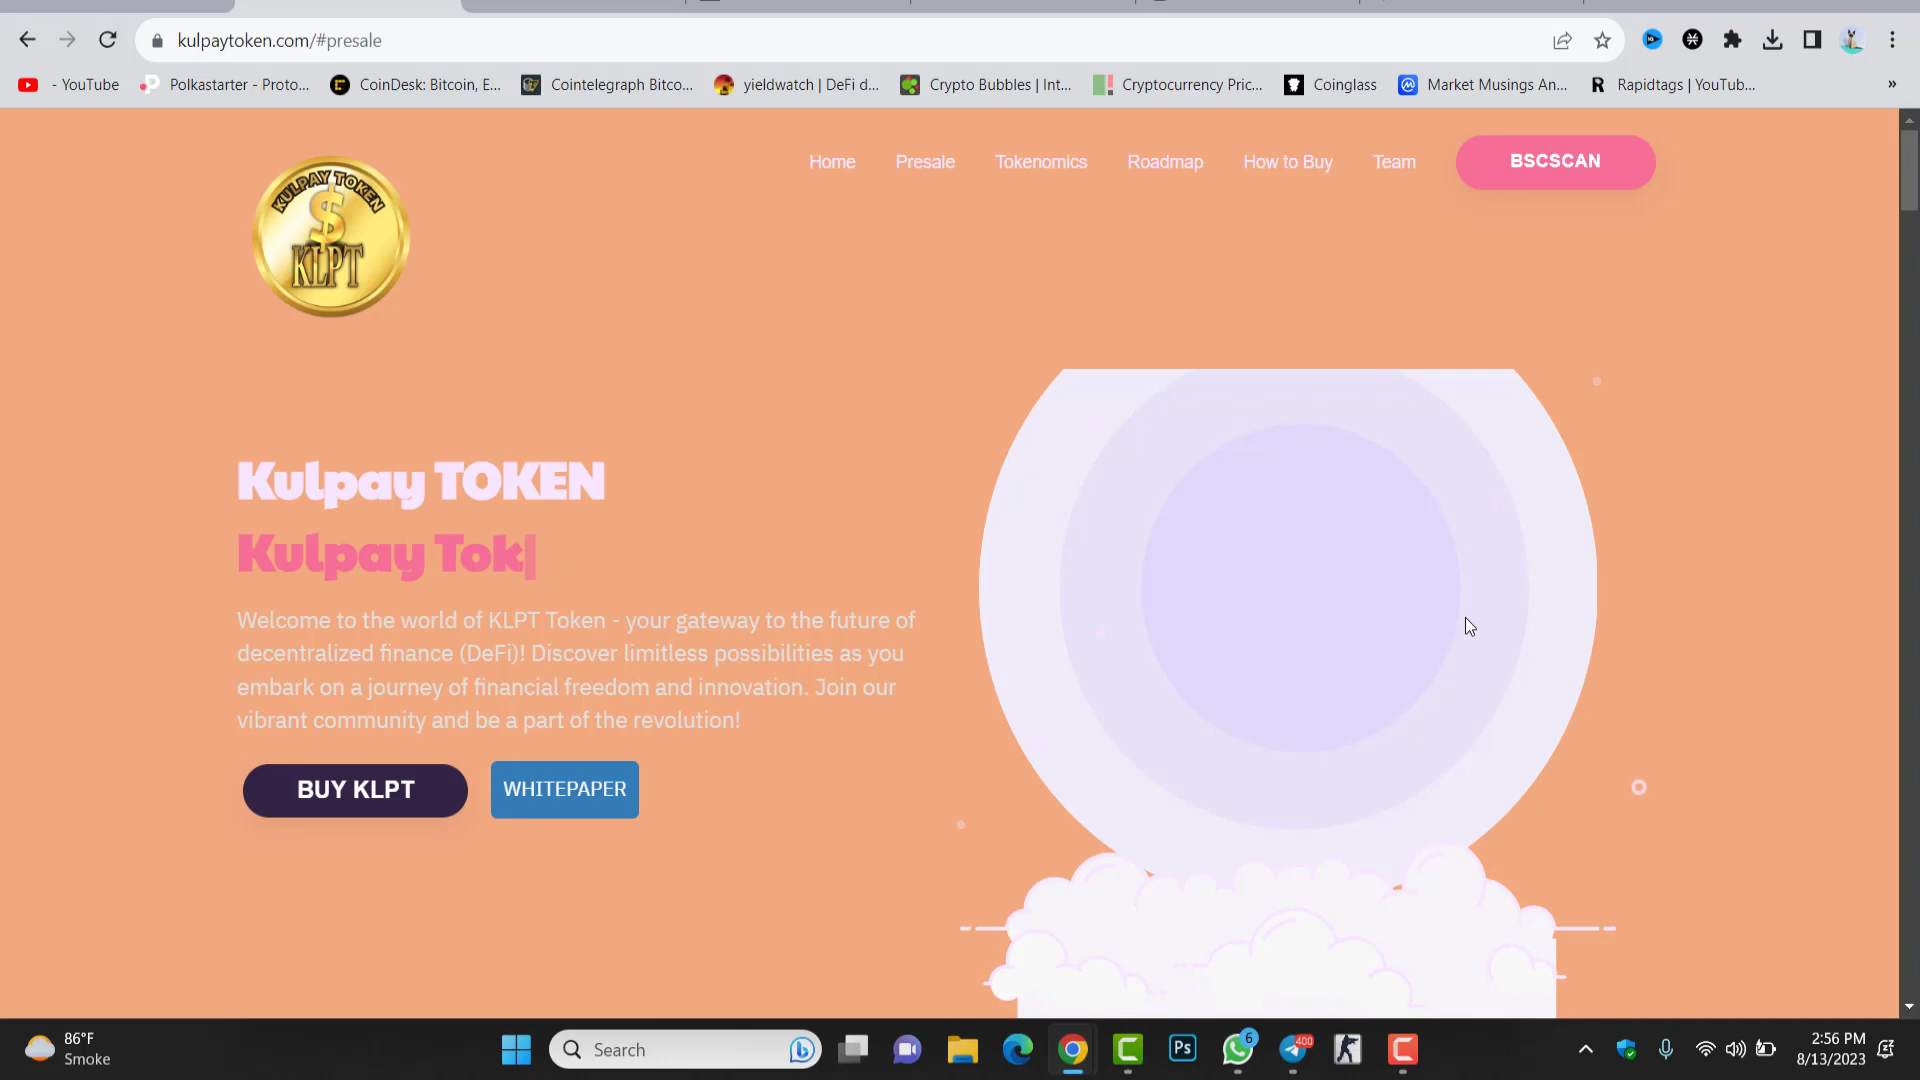 kulpaytoken.com/#presale
- YouTube
Polkastarter - Proto...
CoinDesk: Bitcoin, E...
Cointelegraph Bitco...
yieldwatch | DeFi d...
Crypto Bubbles | Int...
Cryptocurrency Pric...
Coinglass
Market Musings An...
R
Rapidtags | YouTub...
»
KULPAY TOKEN
$
KLPT
Home
Presale
Tokenomics
Roadmap
How to Buy
Team
BSCSCAN
Kulpay TOKEN
Kulpay Tok|
Welcome to the world of KLPT Token - your gateway to the future of
decentralized finance (DeFi)! Discover limitless possibilities as you
embark on a journey of financial freedom and innovation. Join our
vibrant community and be a part of the revolution!
BUY KLPT
WHITEPAPER
86°F
Smoke
Search
Ps
6
400
2:56 PM
8/13/2023